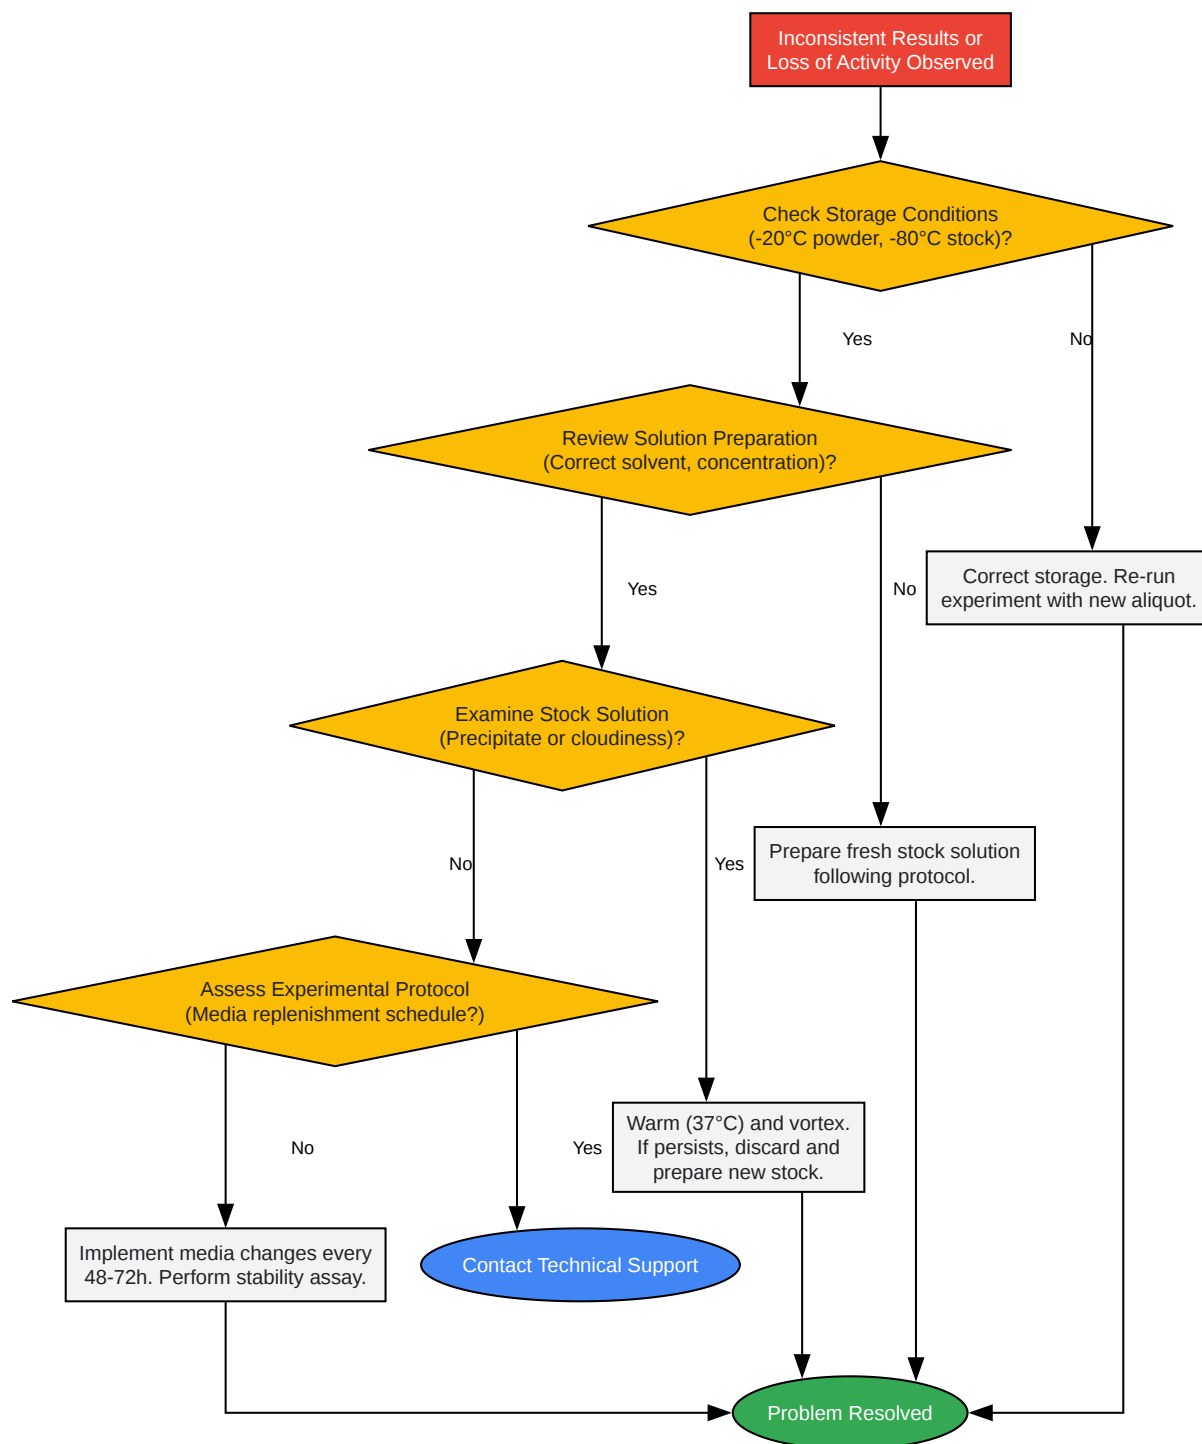 Inconsistent Results or
Loss of Activity Observed
Check Storage Conditions
(-20°C powder, -80°C stock)?
Yes
No
Review Solution Preparation
(Correct solvent, concentration)?
Yes
No
Correct storage. Re-run
experiment with new aliquot.
Examine Stock Solution
(Precipitate or cloudiness)?
No
Yes
Prepare fresh stock solution
following protocol.
Assess Experimental Protocol
(Media replenishment schedule?)
No
Yes
Warm (37°C) and vortex.
If persists, discard and
prepare new stock.
Implement media changes every
48-72h. Perform stability assay.
Contact Technical Support
Problem Resolved